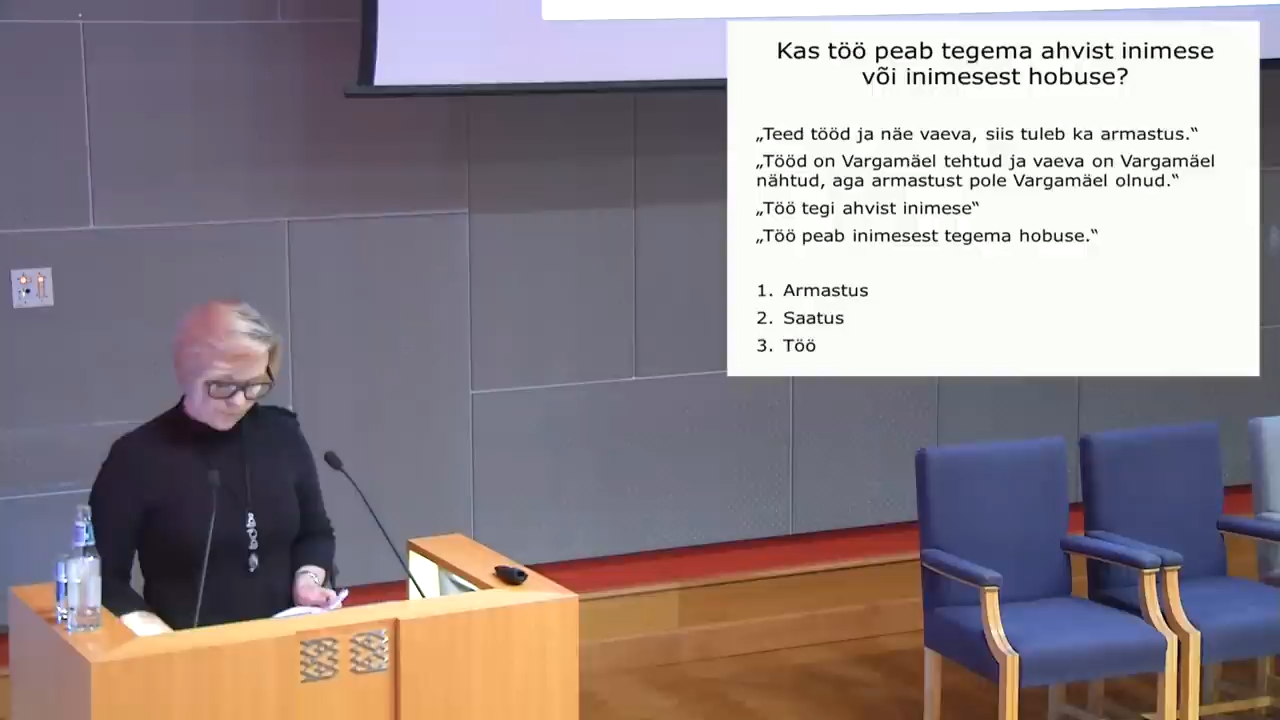 Kas töö peab tegema ahvist inimese
või inimesest hobuse?
„Teed tööd ja näe vaeva, siis tuleb ka armastus.“
„Tööd on Vargamäel tehtud ja vaeva on Vargamäel
nähtud, aga armastust pole Vargamäel olnud.“
„Töö tegi ahvist inimese“
„Töö peab inimesest tegema hobuse.“
1. Armastus
2. Saatus
3. Töö